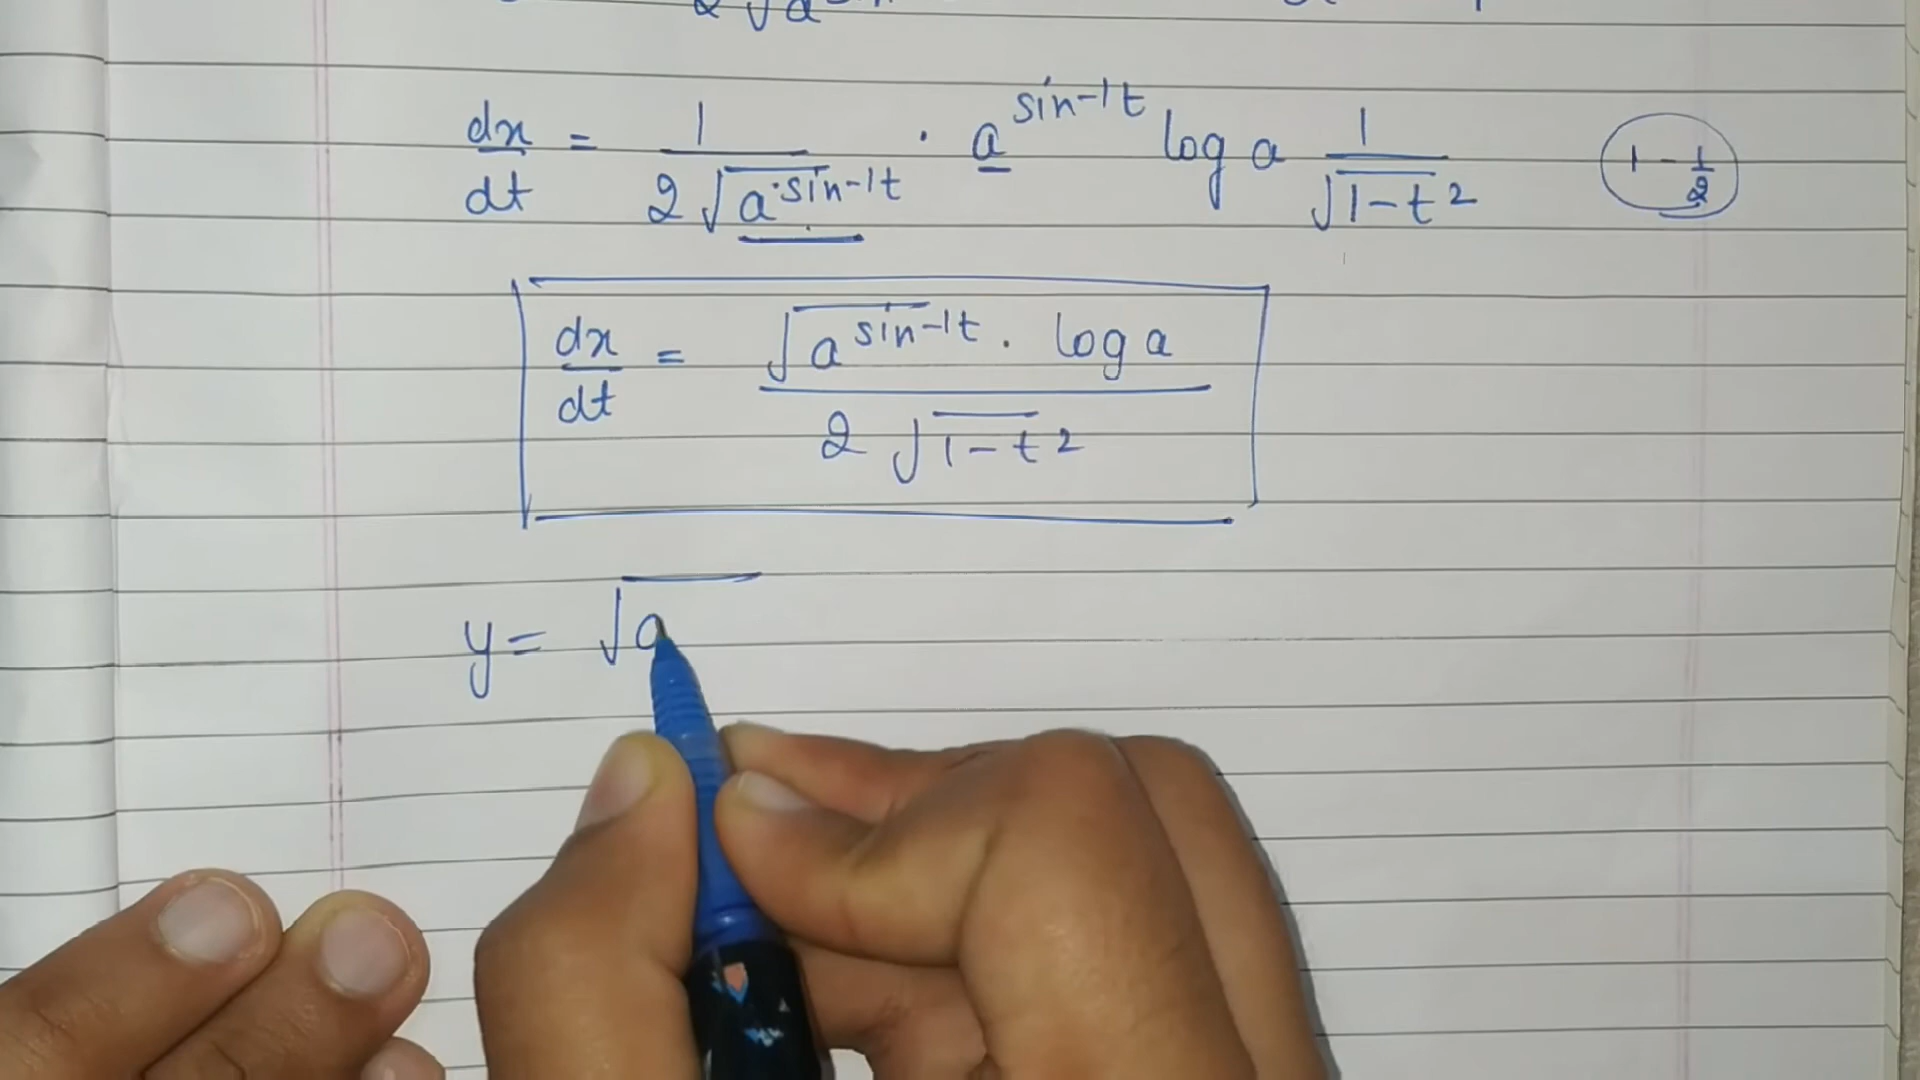 2√a
dx/dt = 1/(2√(a^(sin-1t))) · a^(sin-1t) log a 1/√(1-t²) 1 - 1/2
dx/dt = (√(a^(sin-1t)) . log a)/(2√(1-t²))
y = √a